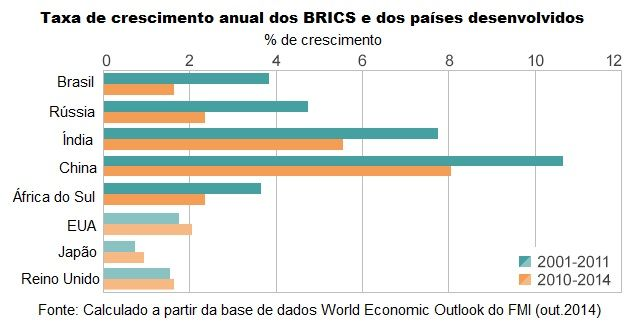 Taxa de crescimento anual dos BRICS e dos países desenvolvidos
% de crescimento
0 2 4 6 8 10 12
Brasil
Rússia
Índia
China
África do Sul
EUA
Japão
Reino Unido
2001-2011
2010-2014
Fonte: Calculado a partir da base de dados World Economic Outlook do FMI (out.2014)